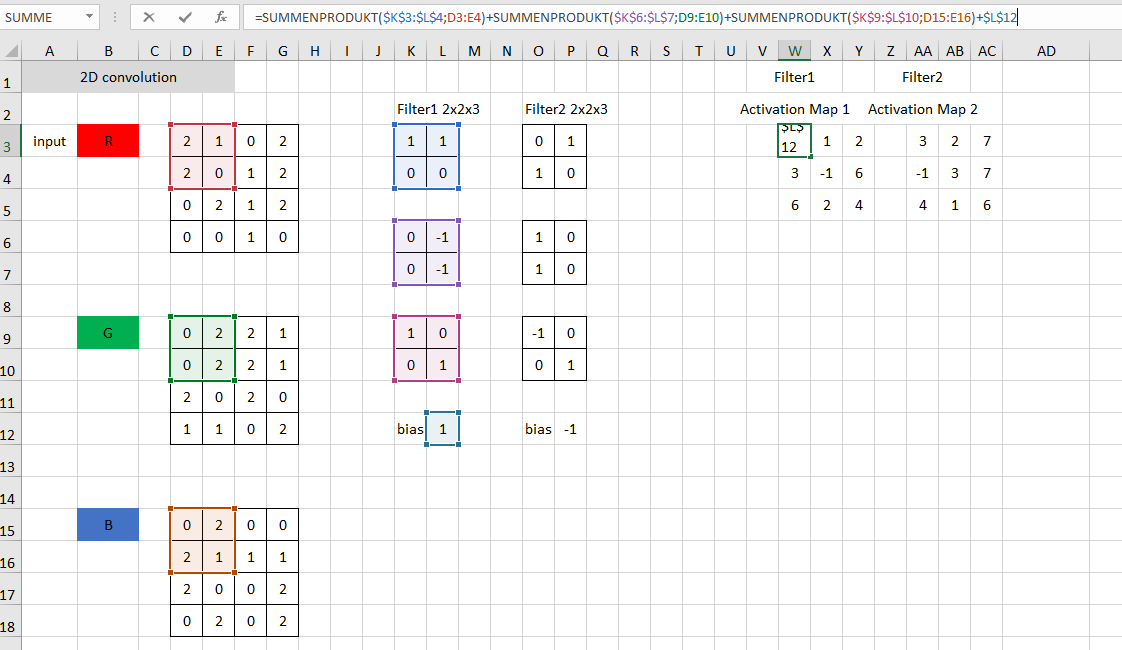 SUMME fx =SUMMENPRODUKT($K$3:$L$4;D3:E4)+SUMMENPRODUKT($K$6:$L$7;D9:E10)+SUMMENPRODUKT($K$9:$L$10;D15:E16)+$L$12
A B C D E F G H I J K L M N O P Q R S T U V W X Y Z AA AB AC AD
1 2D convolution Filter1 Filter2
2 Filter1 2x2x3 Filter2 2x2x3 Activation Map 1 Activation Map 2
3 input R 2 1 0 2 1 1 0 1 $L$12 1 2 3 2 7
4 2 0 1 2 0 0 1 0 3 -1 6 -1 3 7
5 0 2 1 2 6 2 4 4 1 6
6 0 0 1 0 0 -1 1 0
7 0 -1 1 0
8
9 G 0 2 2 1 1 0 -1 0
10 0 2 2 1 0 1 0 1
11 2 0 2 0
12 1 1 0 2 bias 1 bias -1
13
14
15 B 0 2 0 0
16 2 1 1 1
17 2 0 0 2
18 0 2 0 2